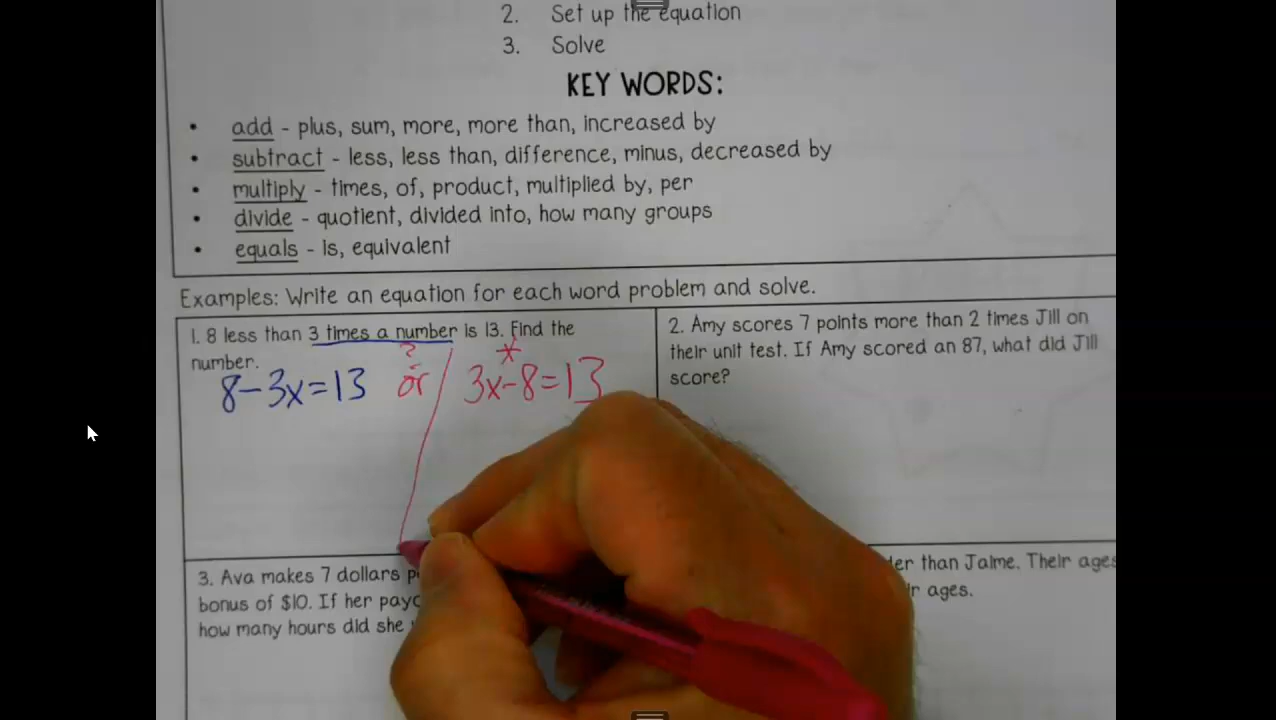 2. Set up the equation
3. Solve
KEY WORDS:
• add - plus, sum, more, more than, increased by
• subtract - less, less than, difference, minus, decreased by
• multiply - times, of, product, multiplied by, per
• divide - quotient, divided into, how many groups
• equals - is, equivalent
Examples: Write an equation for each word problem and solve.
1. 8 less than 3 times a number is 13. Find the
number.
8-3x=13 ? or * 3x-8=13
2. Amy scores 7 points more than 2 times Jill on
their unit test. If Amy scored an 87, what did Jill
score?
3. Ava makes 7 dollars
bonus of $10. If her
how many hours did she
than Jaime. Their ages
ages.